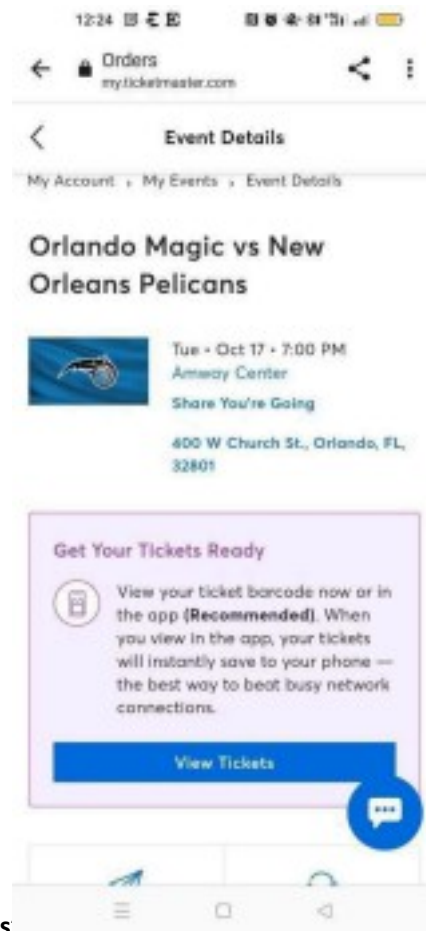 12:24
Orders
my.ticketmaster.com
Event Details
My Account > My Events > Event Details
Orlando Magic vs New
Orleans Pelicans
Tue • Oct 17 • 7:00 PM
Amway Center
Share You're Going
400 W Church St., Orlando, FL,
32801
Get Your Tickets Ready
View your ticket barcode now or in
the app (Recommended). When
you view in the app, your tickets
will instantly save to your phone —
the best way to beat busy network
connections.
View Tickets
s